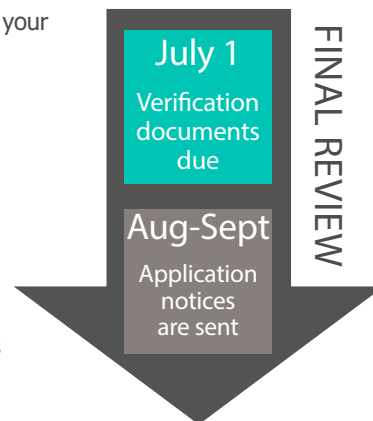 your
July 1
Verification
documents
due
FINAL REVIEW
Aug-Sept
Application
notices
are sent